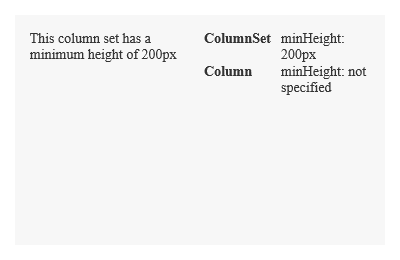 This column set has a
minimum height of 200px
ColumnSet minHeight:
200px
Column minHeight: not
specified